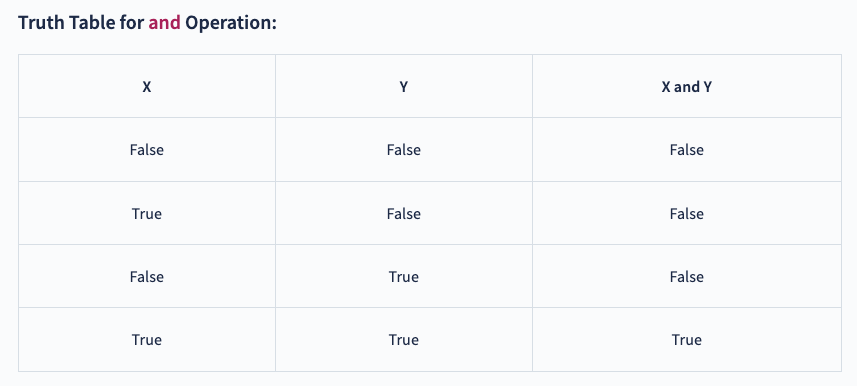 Truth Table for and Operation:
X Y X and Y
False False False
True False False
False True False
True True True